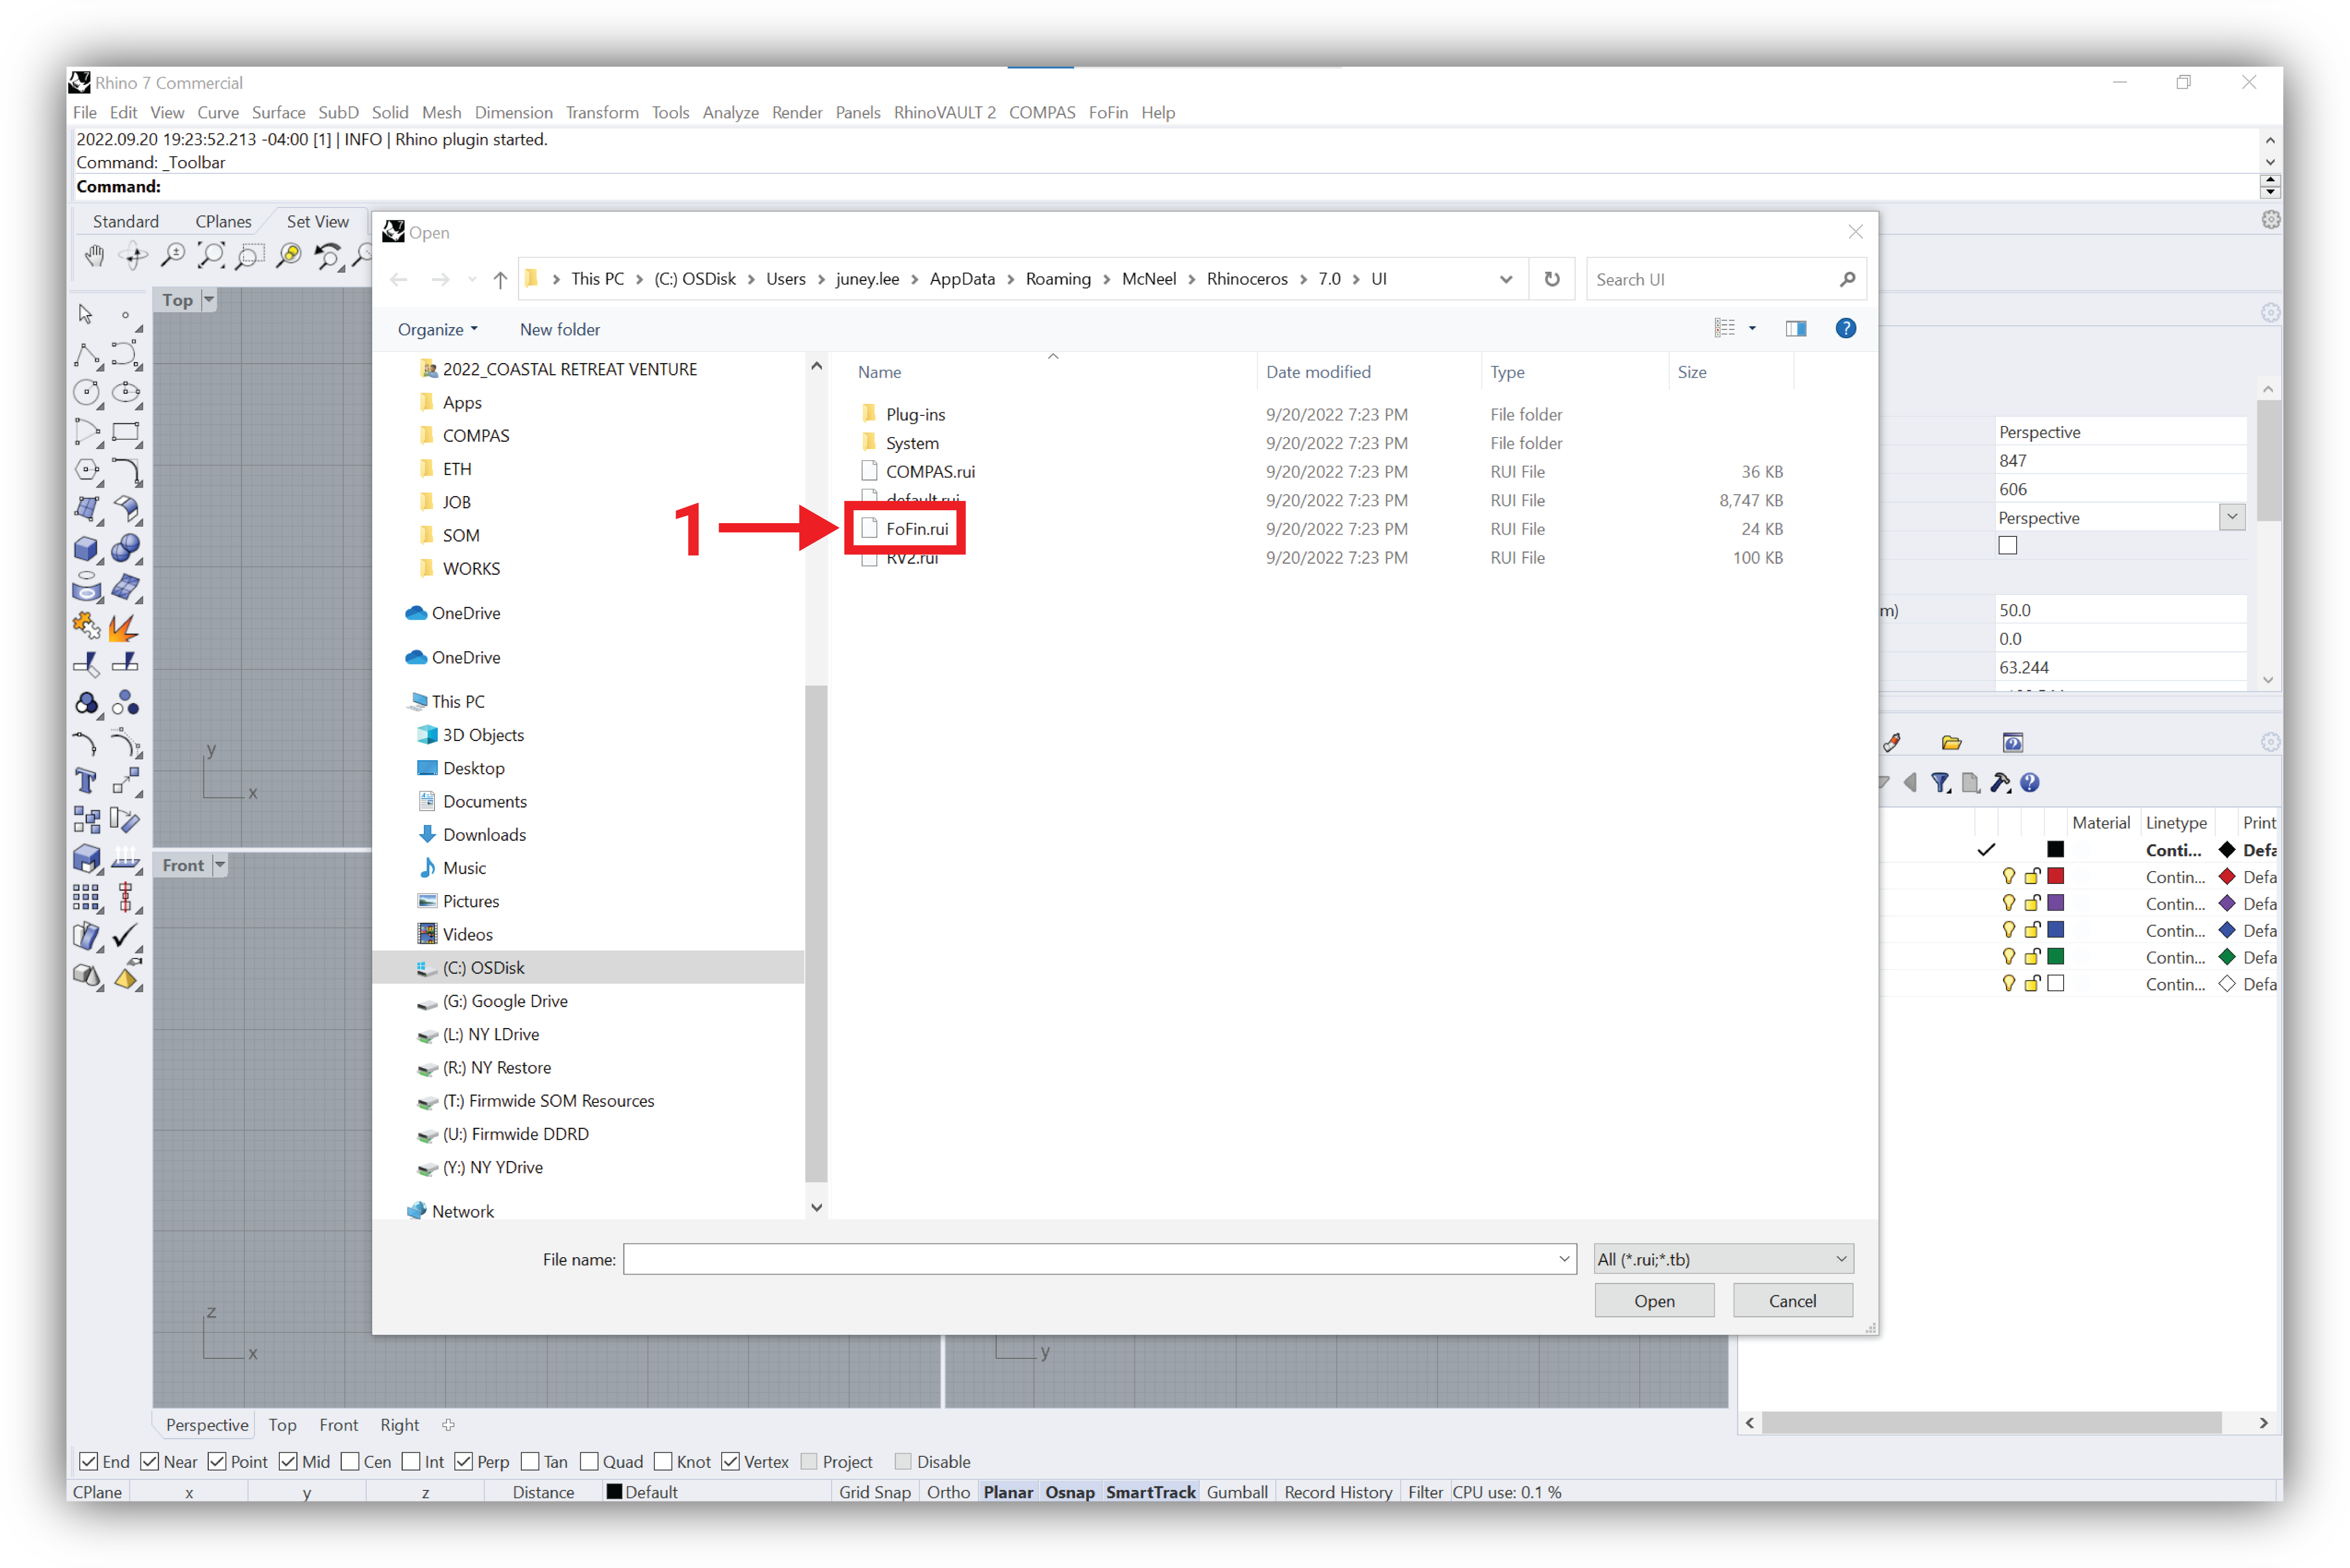 Rhino 7 Commercial
File Edit View Curve Surface SubD Solid Mesh Dimension Transform Tools Analyze Render Panels RhinoVAULT 2 COMPAS FoFin Help
2022.09.20 19:23:52.213 -04:00 [1] | INFO | Rhino plugin started.
Command: _Toolbar
Command:
Standard CPlanes Set View
Open
This PC (C:) OSDisk Users juney.lee AppData Roaming McNeel Rhinoceros 7.0 UI
Search UI
Organize New folder
Name Date modified Type Size
Plug-ins 9/20/2022 7:23 PM File folder
System 9/20/2022 7:23 PM File folder
COMPAS.rui 9/20/2022 7:23 PM RUI File 36 KB
default.rui 9/20/2022 7:23 PM RUI File 8,747 KB
1
FoFin.rui 9/20/2022 7:23 PM RUI File 24 KB
RV2.rui 9/20/2022 7:23 PM RUI File 100 KB
2022_COASTAL RETREAT VENTURE
Apps
COMPAS
ETH
JOB
SOM
WORKS
OneDrive
OneDrive
This PC
3D Objects
Desktop
Documents
Downloads
Music
Pictures
Videos
(C:) OSDisk
(G:) Google Drive
(L:) NY LDrive
(R:) NY Restore
(T:) Firmwide SOM Resources
(U:) Firmwide DDRD
(Y:) NY YDrive
Network
File name:
All (*.rui;*.tb)
Open Cancel
Top
y
x
Front
z
x
y
Perspective
847
606
Perspective
m) 50.0
0.0
63.244
Material Linetype Print
Conti... Defa
Contin... Defa
Contin... Defa
Contin... Defa
Contin... Defa
Contin... Defa
Perspective Top Front Right
End Near Point Mid Cen Int Perp Tan Quad Knot Vertex Project Disable
CPlane x y z Distance Default Grid Snap Ortho Planar Osnap SmartTrack Gumball Record History Filter CPU use: 0.1 %